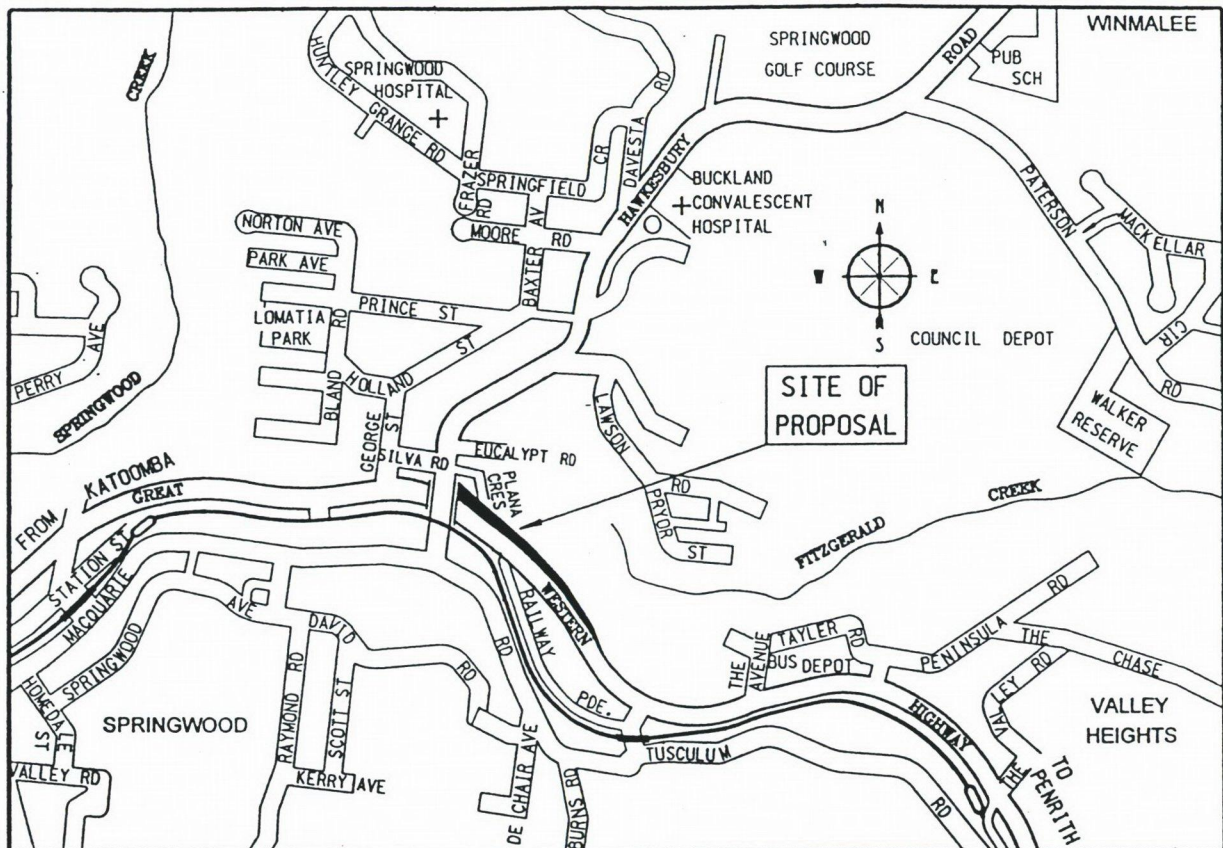 WINMALEE
SPRINGWOOD
GOLF COURSE
ROAD
PUB
SCH
CREEK
HUNTLEY
GRANGE RD
SPRINGWOOD
HOSPITAL
FRAZER
RD
SPRINGFIELD
CR
DAVESTA
RD
HAWKESBURY
BUCKLAND
CONVALESCENT
HOSPITAL
PATERSON
RD
MACKELLAR
CIR
NORTON AVE
PARK AVE
MOORE RD
BAXTER
AV
PRINCE ST
LOMATIA
PARK
BLAND
RD
HOLLAND
ST
GEORGE
ST
PERRY
AVE
SPRINGWOOD
N
W
E
S
COUNCIL DEPOT
SITE OF
PROPOSAL
WALKER
RESERVE
LAWSON
RD
PRYOR
ST
SILVA RD
EUCALYPT RD
PLANA
CRES
FROM KATOOMBA
GREAT
WESTERN
HIGHWAY
FITZGERALD
CREEK
STATION ST
MACQUARIE
RD
SPRINGWOOD
AVE
DAVID
RD
RAILWAY
PDE.
THE
AVENUE
TAYLER
RD
BUS DEPOT
PENINSULA
RD
THE
CHASE
THE
VALLEY RD
VALLEY
HEIGHTS
TO
PENRITH
HOMEDALE
ST
SPRINGWOOD
RAYMOND RD
SCOTT ST
KERRY AVE
VALLEY RD
DE CHAIR AVE
BURNS RD
TUSCULUM
RD